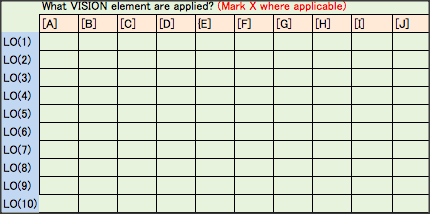 What VISION element are applied? (Mark X where applicable)
[A] [B] [C] [D] [E] [F] [G] [H] [I] [J]
LO(1)
LO(2)
LO(3)
LO(4)
LO(5)
LO(6)
LO(7)
LO(8)
LO(9)
LO(10)